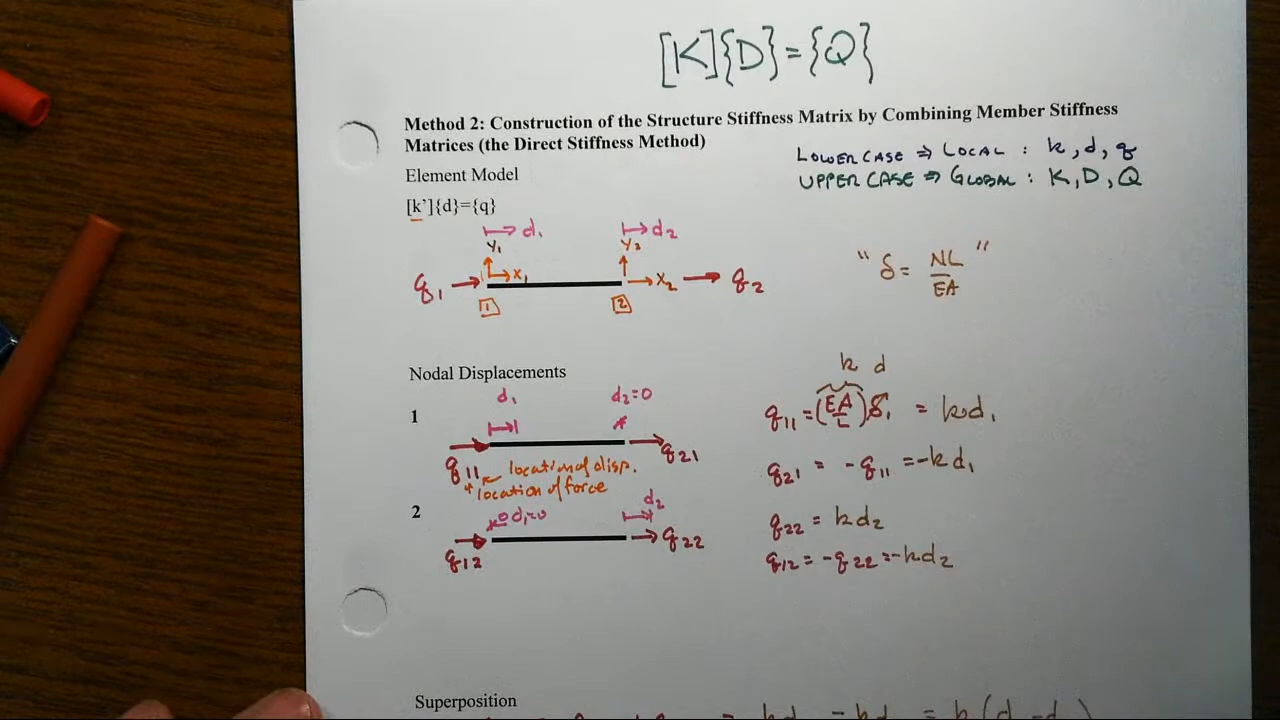 [K]{D}={Q}
Method 2: Construction of the Structure Stiffness Matrix by Combining Member Stiffness
Matrices (the Direct Stiffness Method)
LOWER CASE ⇒ LOCAL : k, d, q
UPPER CASE ⇒ GLOBAL : K, D, Q
Element Model
[k']{d}={q}
d₁ d₂
y₁ y₂
q₁ x₁ x₂ q₂
1 2
"δ = NL/EA"
Nodal Displacements
k d
1
d₁ d₂=0
q₁₁ = (EA/L)δ₁ = kd₁
q₁₁ q₂₁
location of disp.
location of force
q₂₁ = -q₁₁ = -kd₁
2
d₁=0 d₂
q₁₂ q₂₂
q₂₂ = kd₂
q₁₂ = -q₂₂ = -kd₂
Superposition